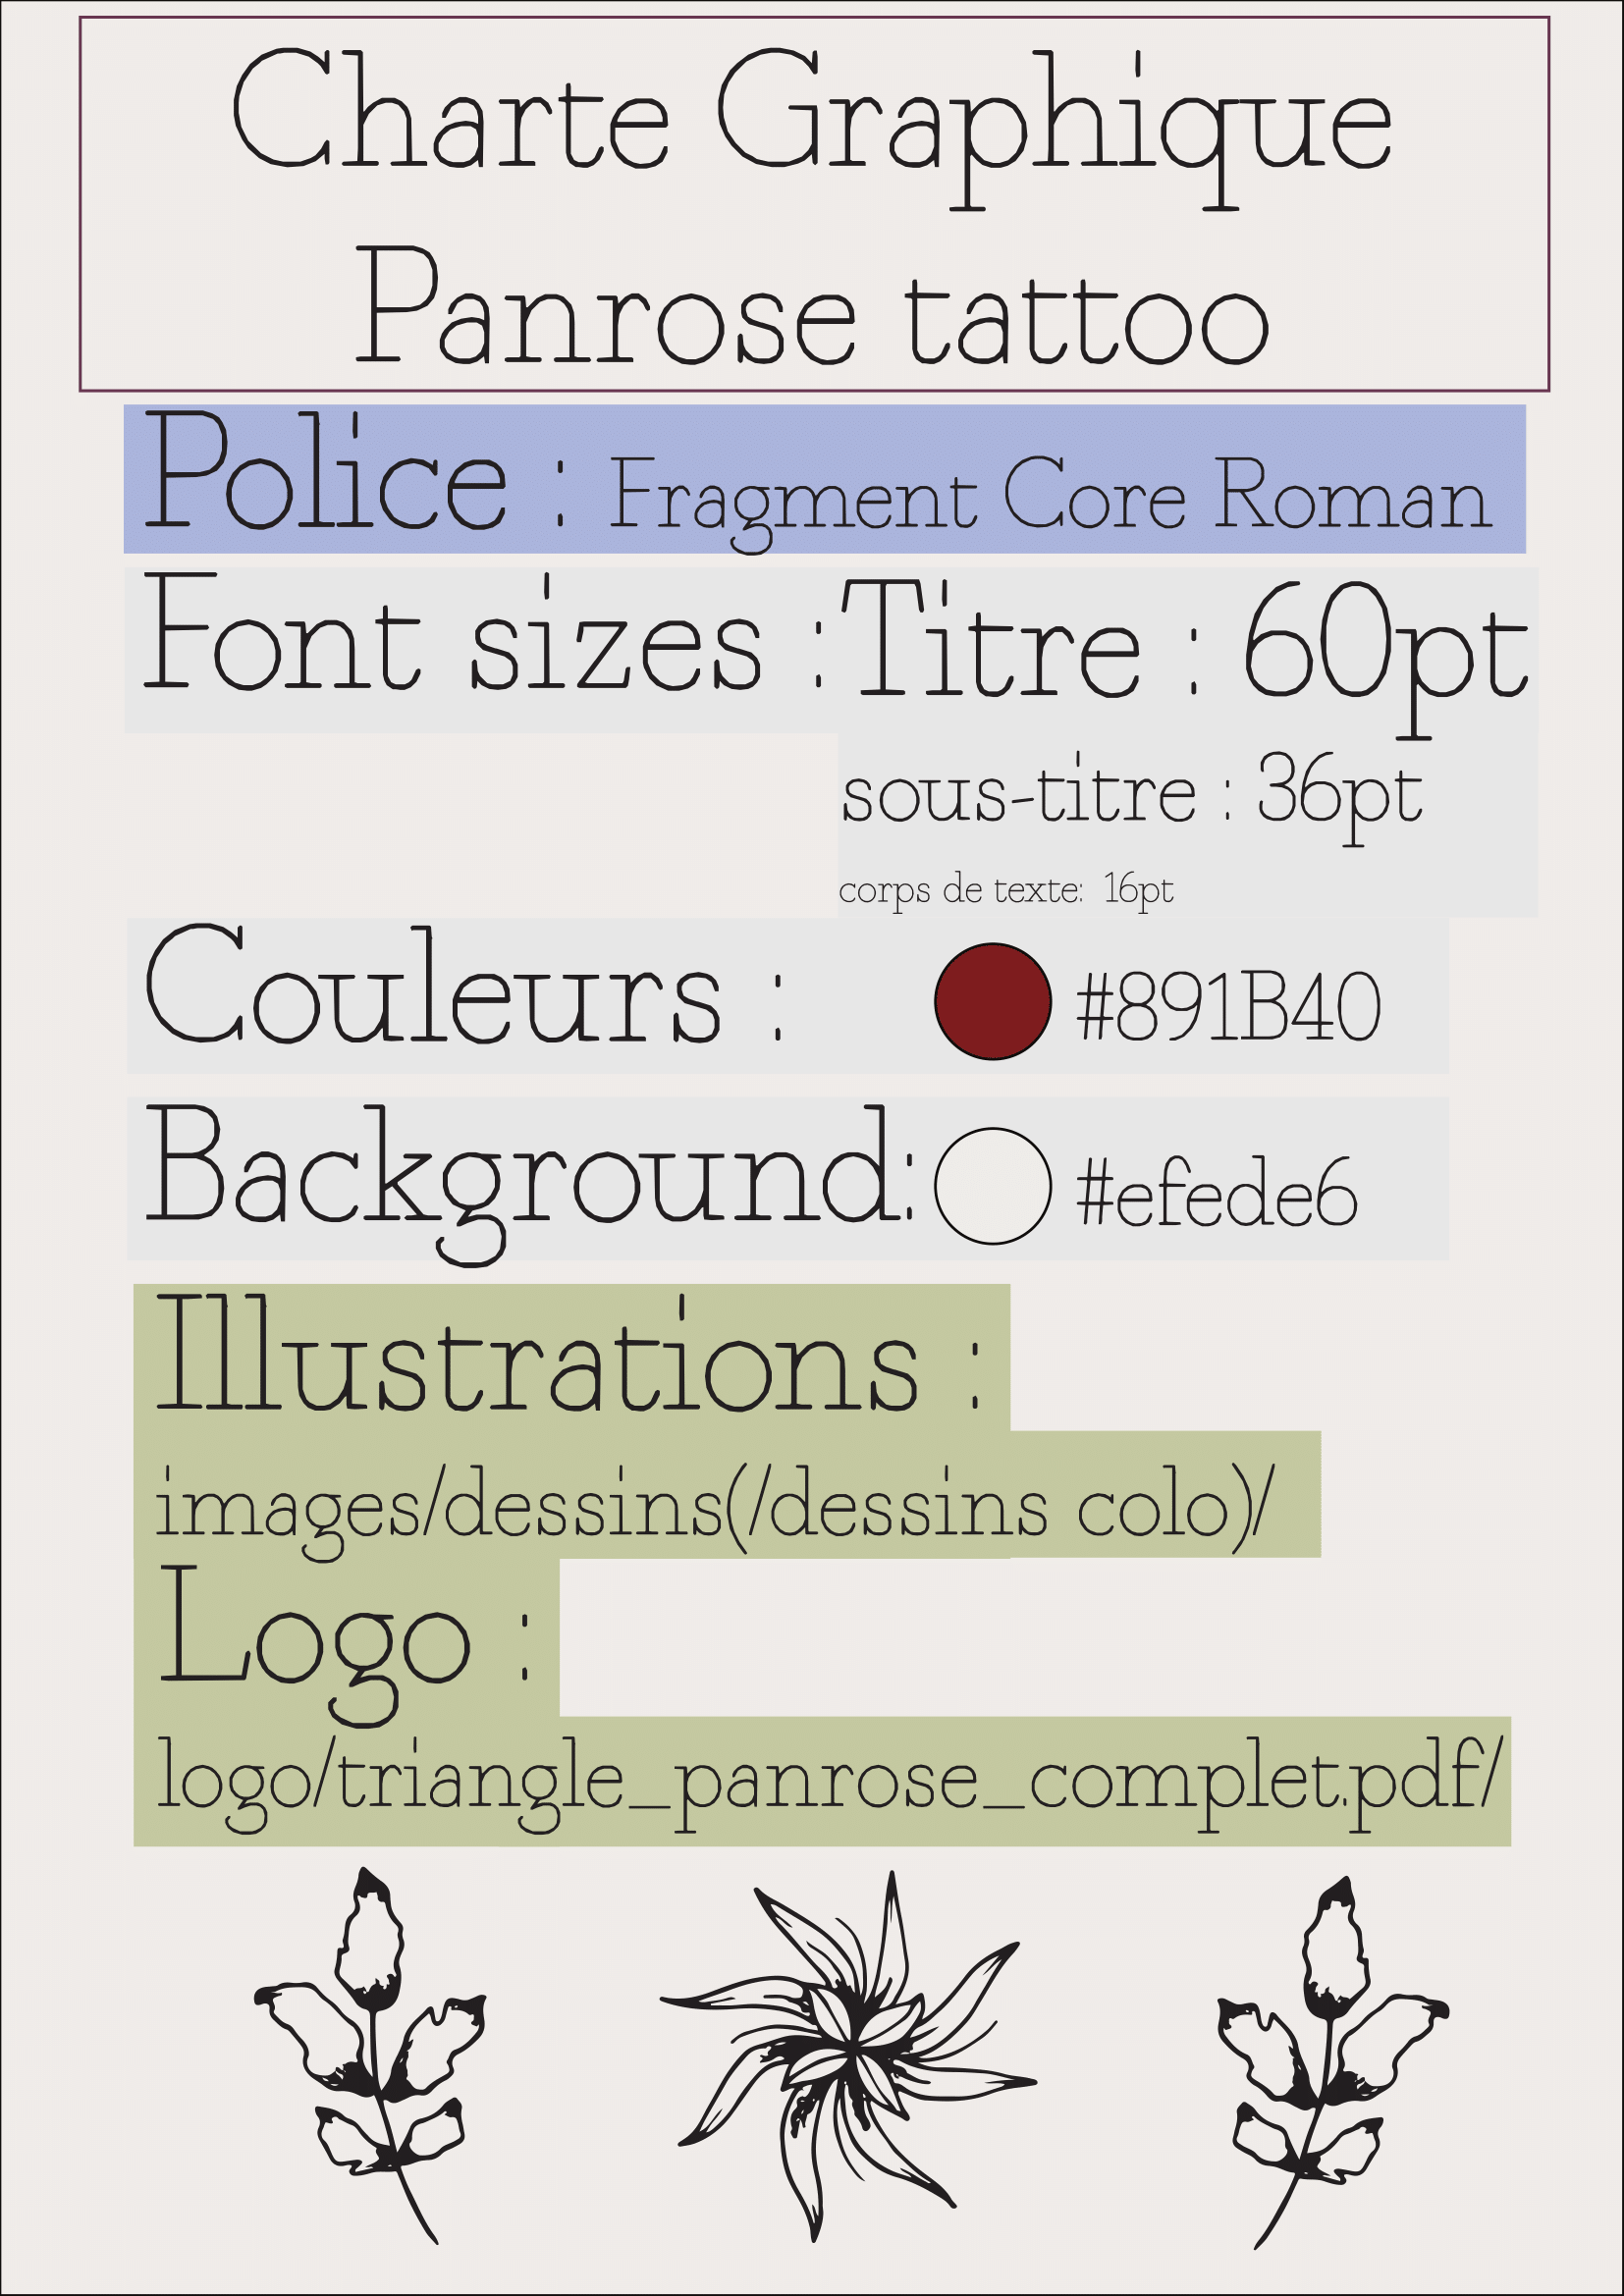 Charte Graphique
Panrose tattoo
Police : Fragment Core Roman
Font sizes : Titre : 60pt
sous-titre : 36pt
corps de texte: 16pt
Couleurs : #891B40
Background: #efede6
Illustrations :
images/dessins(/dessins colo)/
Logo :
logo/triangle_panrose_complet.pdf/